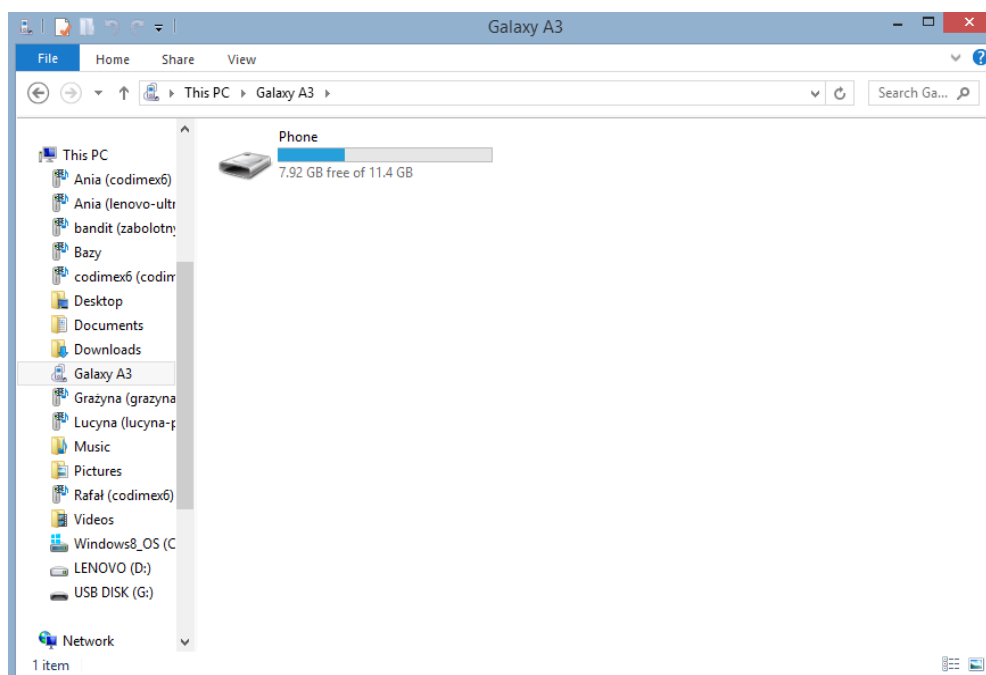 Galaxy A3
File Home Share View
This PC Galaxy A3
Search Ga...
This PC
Ania (codimex6)
Ania (lenovo-ultr
bandit (zabolotny
Bazy
codimex6 (codim
Desktop
Documents
Downloads
Galaxy A3
Grażyna (grazyna
Lucyna (lucyna-p
Music
Pictures
Rafał (codimex6)
Videos
Windows8_OS (C
LENOVO (D:)
USB DISK (G:)
Network
Phone
7.92 GB free of 11.4 GB
1 item